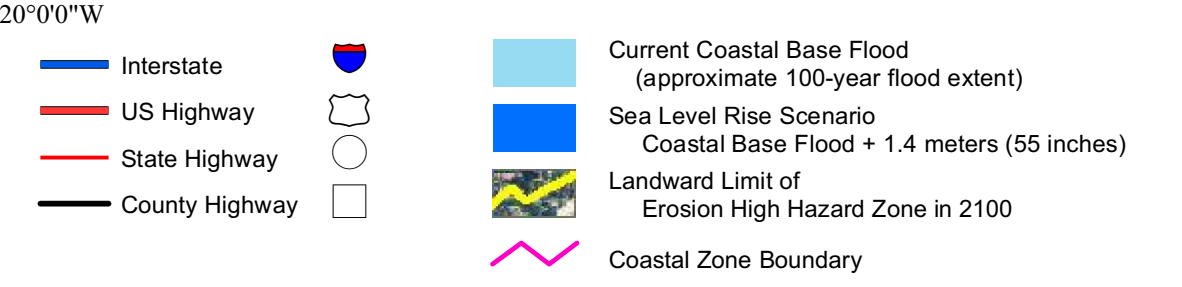 20°0'0"W
Interstate
US Highway
State Highway
County Highway
Current Coastal Base Flood
(approximate 100-year flood extent)
Sea Level Rise Scenario
Coastal Base Flood + 1.4 meters (55 inches)
Landward Limit of
Erosion High Hazard Zone in 2100
Coastal Zone Boundary